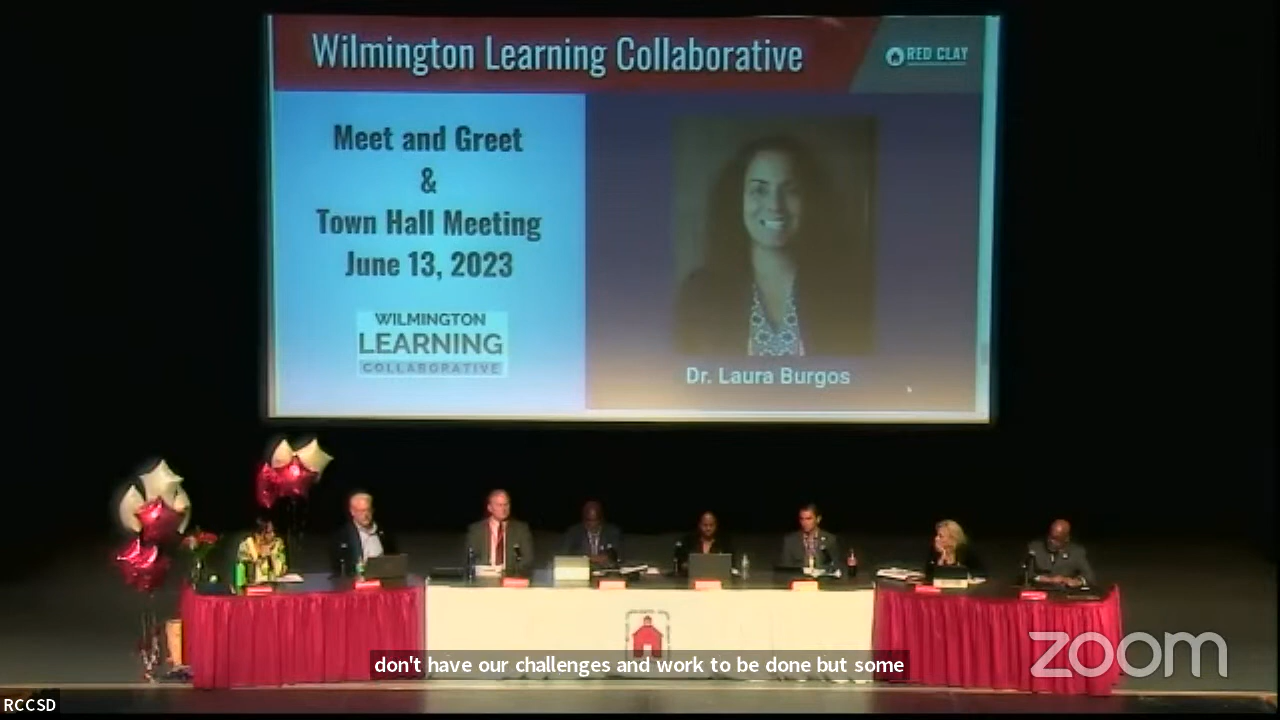 Wilmington Learning Collaborative
RED CLAY
Meet and Greet
&
Town Hall Meeting
June 13, 2023
WILMINGTON
LEARNING
COLLABORATIVE
Dr. Laura Burgos
don't have our challenges and work to be done but some
zoom
RCCSD